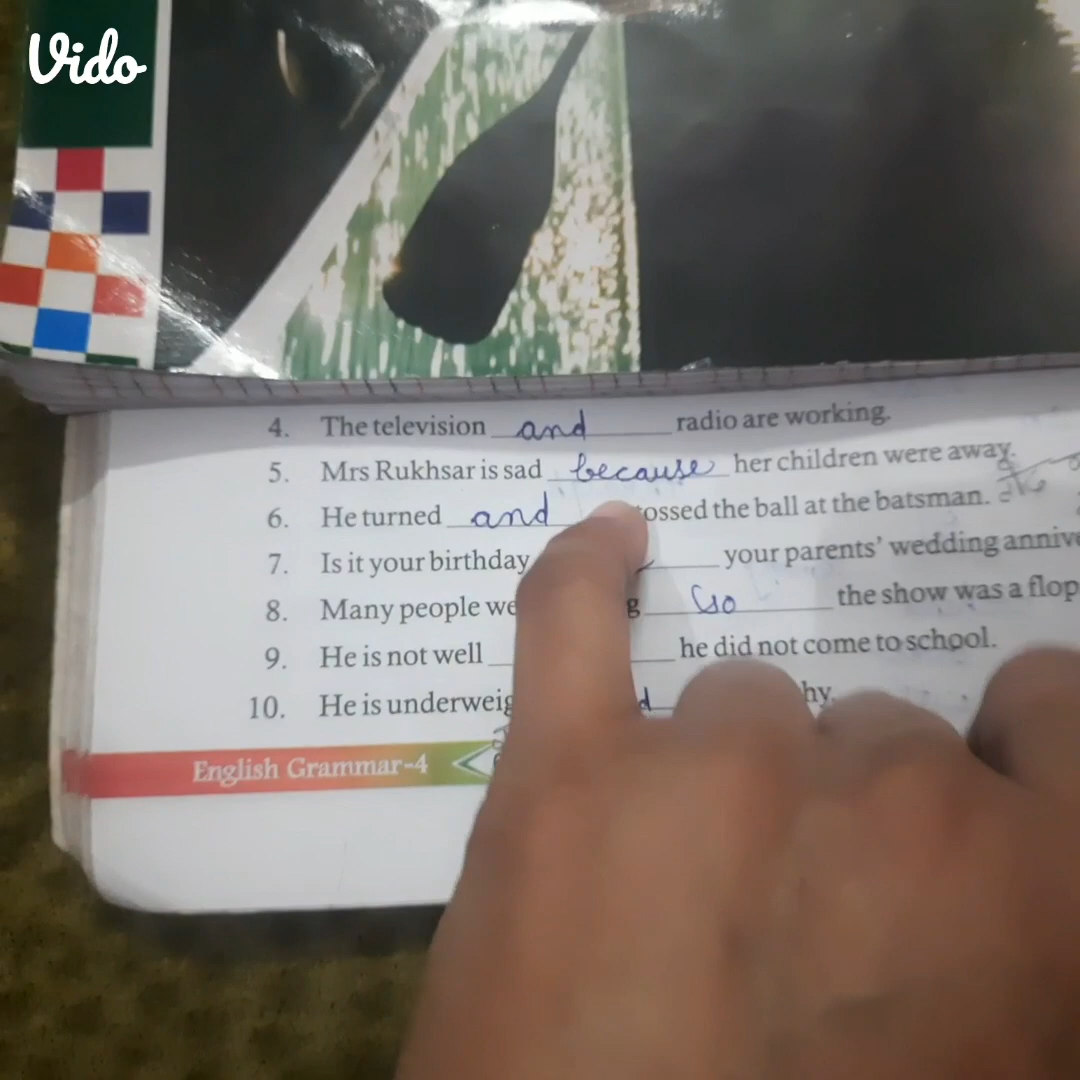 Vido
4. The television and radio are working.
5. Mrs Rukhsar is sad because her children were away.
6. He turned and tossed the ball at the batsman.
7. Is it your birthday your parents' wedding annive
8. Many people we g so the show was a flop
9. He is not well he did not come to school.
10. He is underweig d hy.
English Grammar-4